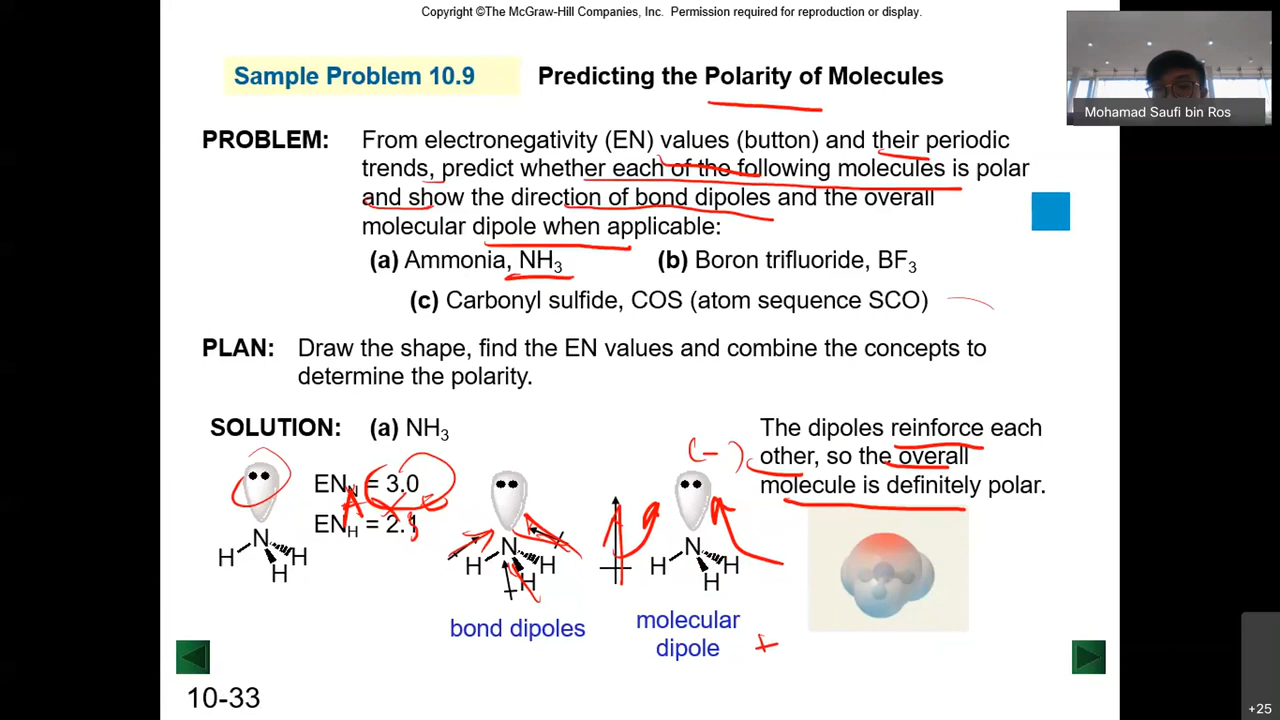 Copyright ©The McGraw-Hill Companies, Inc. Permission required for reproduction or display.
Mohamad Saufi bin Ros
Sample Problem 10.9 Predicting the Polarity of Molecules
PROBLEM: From electronegativity (EN) values (button) and their periodic
trends, predict whether each of the following molecules is polar
and show the direction of bond dipoles and the overall
molecular dipole when applicable:
(a) Ammonia, NH3 (b) Boron trifluoride, BF3
(c) Carbonyl sulfide, COS (atom sequence SCO)
PLAN: Draw the shape, find the EN values and combine the concepts to
determine the polarity.
SOLUTION: (a) NH3
The dipoles reinforce each
other, so the overall
molecule is definitely polar.
(-)
ENN = 3.0
ENH = 2.1
AX3E
N H H H
N H H H
N H H H
bond dipoles
molecular
dipole
+
10-33
+25